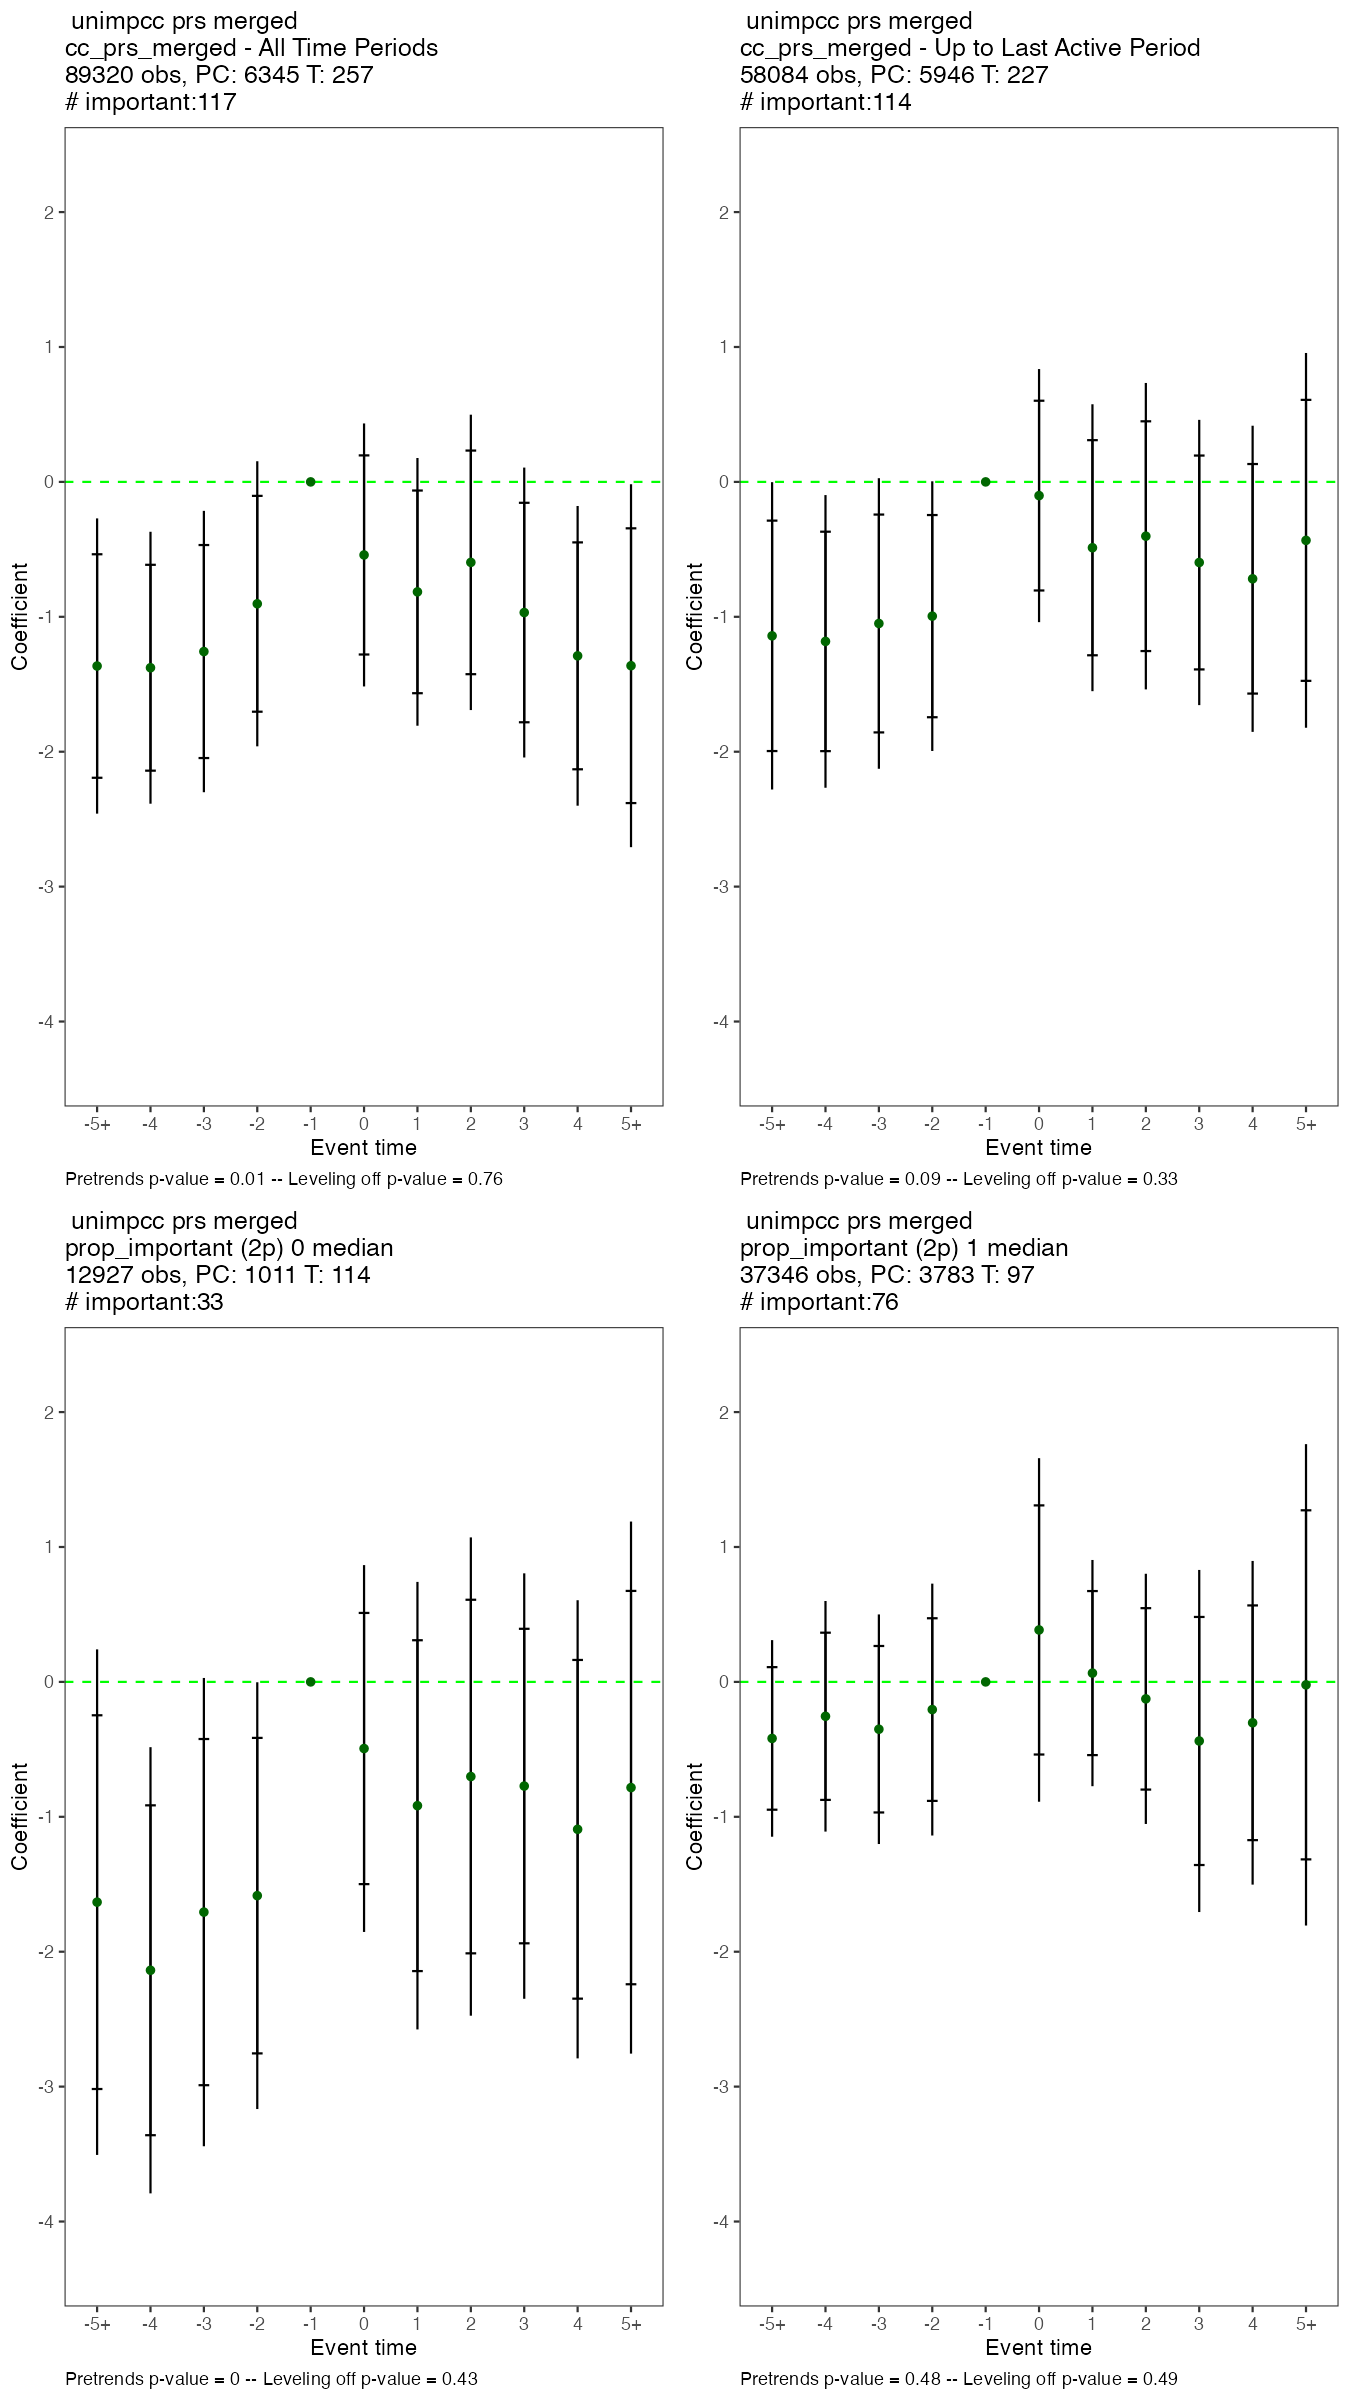 unimpcc prs merged
cc_prs_merged - All Time Periods
89320 obs, PC: 6345 T: 257
# important:117
2
1
0
-1
-2
-3
-4
Coefficient
-5+ -4 -3 -2 -1 0 1 2 3 4 5+
Event time
Pretrends p-value = 0.01 -- Leveling off p-value = 0.76
unimpcc prs merged
cc_prs_merged - Up to Last Active Period
58084 obs, PC: 5946 T: 227
# important:114
2
1
0
-1
-2
-3
-4
Coefficient
-5+ -4 -3 -2 -1 0 1 2 3 4 5+
Event time
Pretrends p-value = 0.09 -- Leveling off p-value = 0.33
unimpcc prs merged
prop_important (2p) 0 median
12927 obs, PC: 1011 T: 114
# important:33
2
1
0
-1
-2
-3
-4
Coefficient
-5+ -4 -3 -2 -1 0 1 2 3 4 5+
Event time
Pretrends p-value = 0 -- Leveling off p-value = 0.43
unimpcc prs merged
prop_important (2p) 1 median
37346 obs, PC: 3783 T: 97
# important:76
2
1
0
-1
-2
-3
-4
Coefficient
-5+ -4 -3 -2 -1 0 1 2 3 4 5+
Event time
Pretrends p-value = 0.48 -- Leveling off p-value = 0.49